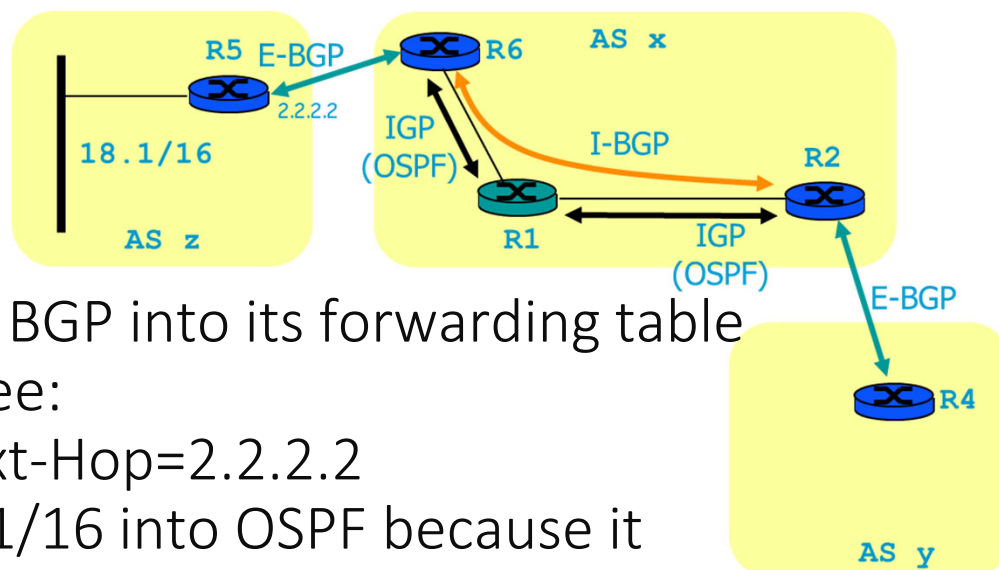 AS x
R5
E-BGP
R6
2.2.2.2
18.1/16
IGP
(OSPF)
I-BGP
R2
AS z
R1
IGP
(OSPF)
E-BGP
BGP into its forwarding table
ee:
R4
xt-Hop=2.2.2.2
1/16 into OSPF because it
AS y